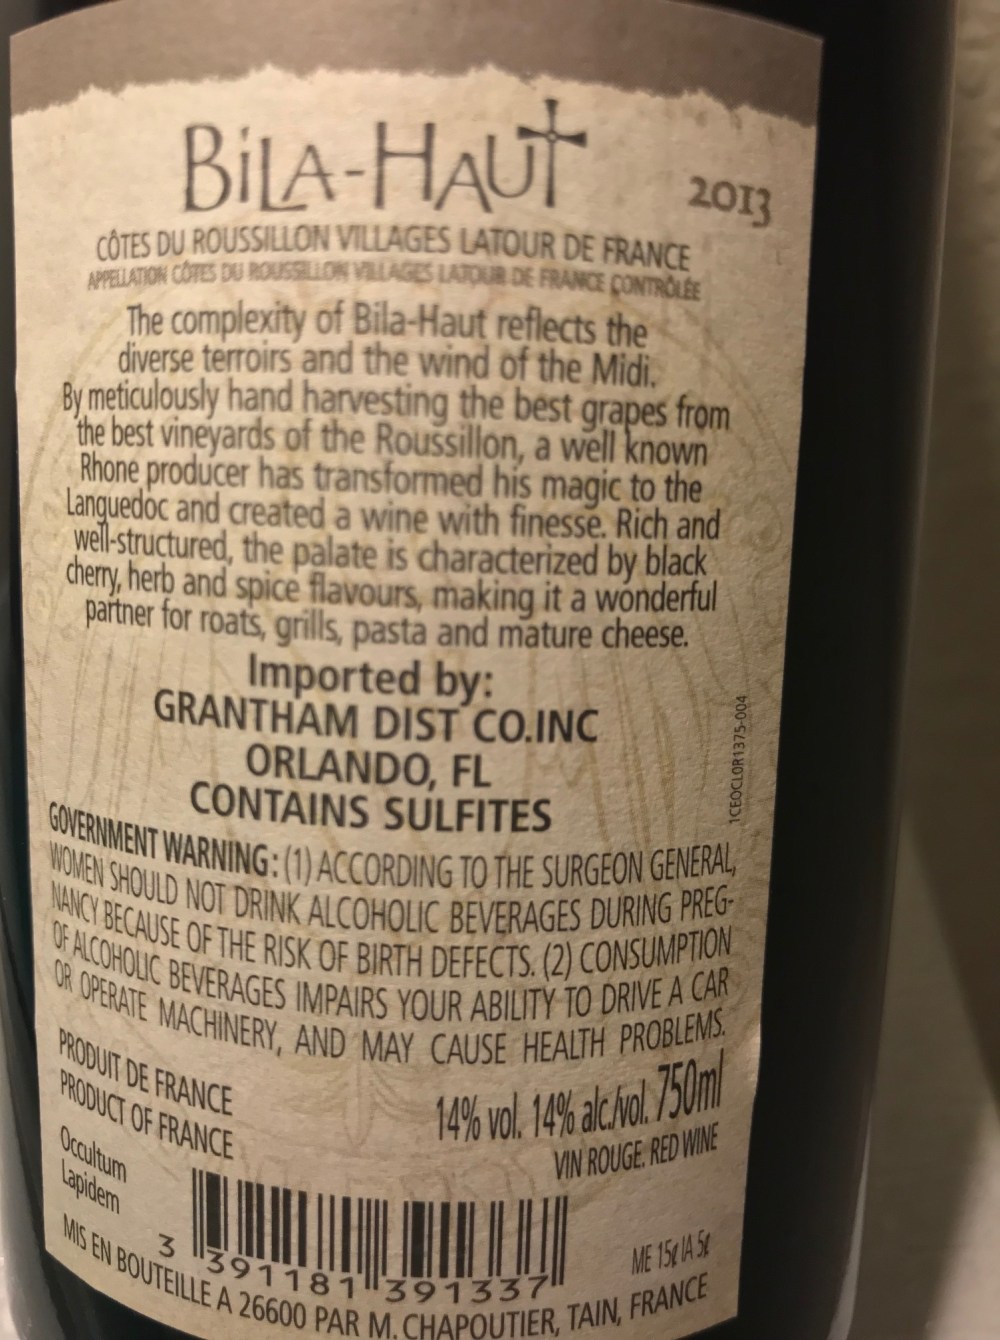 BiLA-HAUT
2013
CÔTES DU ROUSSILLON VILLAGES LATOUR DE FRANCE
APPELLATION CÔTES DU ROUSSILLON VILLAGES LATOUR DE FRANCE CONTRÔLÉE
The complexity of Bila-Haut reflects the
diverse terroirs and the wind of the Midi.
By meticulously hand harvesting the best grapes from
the best vineyards of the Roussillon, a well known
Rhone producer has transformed his magic to the
Languedoc and created a wine with finesse. Rich and
well-structured, the palate is characterized by black
cherry, herb and spice flavours, making it a wonderful
partner for roats, grills, pasta and mature cheese.
Imported by:
GRANTHAM DIST CO.INC
ORLANDO, FL
CONTAINS SULFITES
1CEOCLOR1375-004
GOVERNMENT WARNING: (1) ACCORDING TO THE SURGEON GENERAL,
WOMEN SHOULD NOT DRINK ALCOHOLIC BEVERAGES DURING PREG-
NANCY BECAUSE OF THE RISK OF BIRTH DEFECTS. (2) CONSUMPTION
OF ALCOHOLIC BEVERAGES IMPAIRS YOUR ABILITY TO DRIVE A CAR
OR OPERATE MACHINERY, AND MAY CAUSE HEALTH PROBLEMS.
PRODUIT DE FRANCE
PRODUCT OF FRANCE
14% vol. 14% alc./vol. 750ml
VIN ROUGE. RED WINE
Occultum
Lapidem
3 391181 391337
ME 15¢ IA 5¢
MIS EN BOUTEILLE A 26600 PAR M. CHAPOUTIER, TAIN, FRANCE